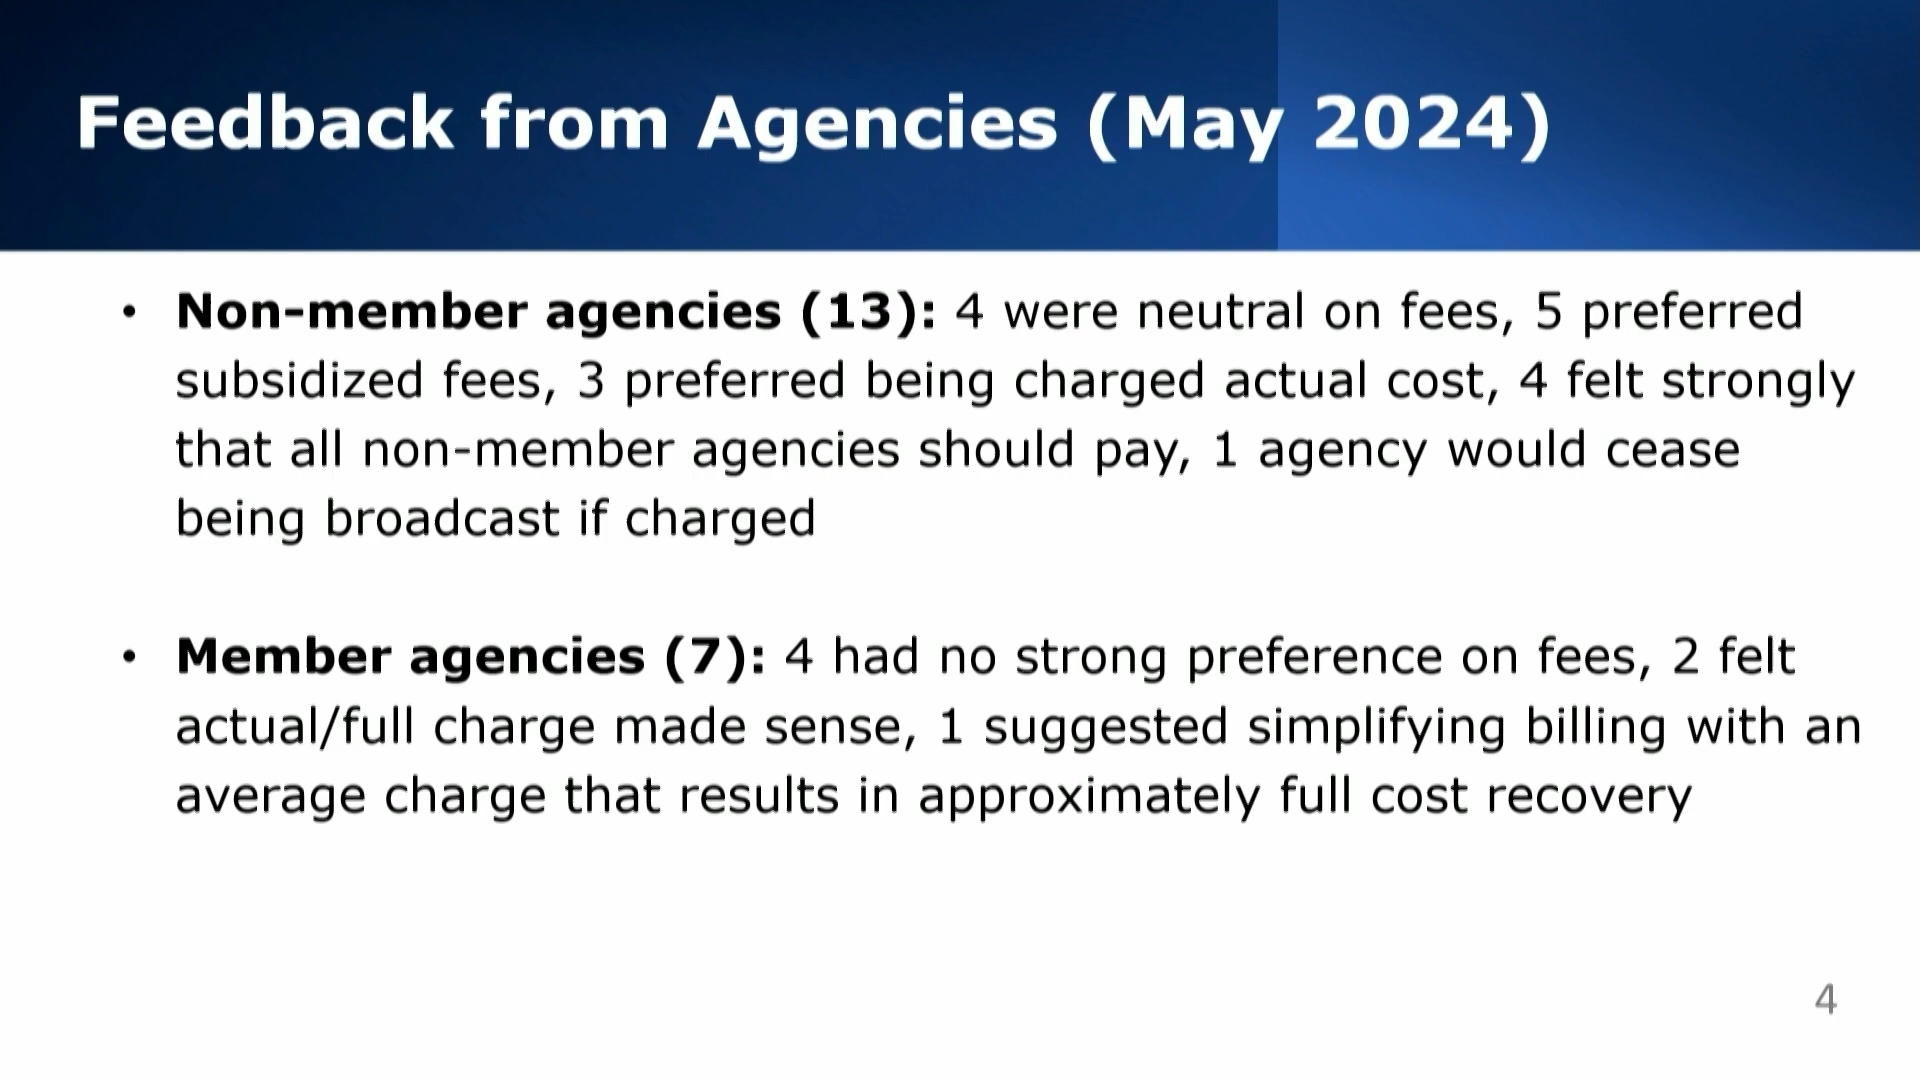 Feedback from Agencies (May 2024)
• Non-member agencies (13): 4 were neutral on fees, 5 preferred
subsidized fees, 3 preferred being charged actual cost, 4 felt strongly
that all non-member agencies should pay, 1 agency would cease
being broadcast if charged
• Member agencies (7): 4 had no strong preference on fees, 2 felt
actual/full charge made sense, 1 suggested simplifying billing with an
average charge that results in approximately full cost recovery
4